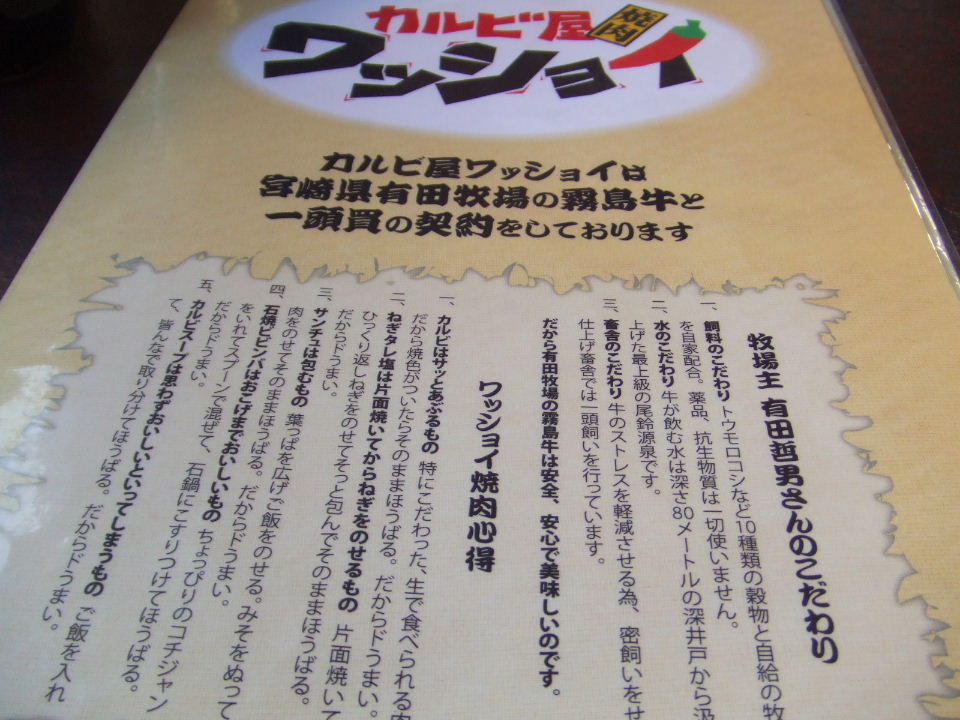 カルビ屋
焼肉
ワッショイ
カルビ屋ワッショイは
宮崎県有田牧場の霧島牛と
一頭買の契約をしております
牧場主 有田哲男さんのこだわり
一、飼料のこだわり トウモロコシなど10種類の穀物と自給の牧
を自家配合。薬品、抗生物質は一切使いません。
二、水のこだわり 牛が飲む水は深さ80メートルの深井戸から汲
上げた最上級の尾鈴源泉です。
三、畜舎のこだわり 牛のストレスを軽減させる為、密飼いをせ
仕上げ畜舎では一頭飼いを行っています。
だから有田牧場の霧島牛は安全、安心で美味しいのです。
ワッショイ焼肉心得
一、カルビはサッとあぶるもの 特にこだわった、生で食べられる肉
だから焼色がついたらそのままほうばる。だからドうまい。
二、ねぎタレ塩は片面焼いてからねぎをのせるもの 片面焼いて
ひっくり返しねぎをのせてそっと包んでそのままほうばる。
だからドうまい。
三、サンチュは包むもの 葉っぱを広げご飯をのせる。みそをぬって
肉をのせてそのままほうばる。だからドうまい。
四、石焼ビビンバはおこげまでおいしいもの ちょっぴりのコチジャン
をいれてスプーンで混ぜて、石鍋にこすりつけてほうばる。
だからドうまい。
五、カルビスープは思わずおいしいといってしまうもの ご飯を入れ
て、皆んなで取り分けてほうばる。だからドうまい。